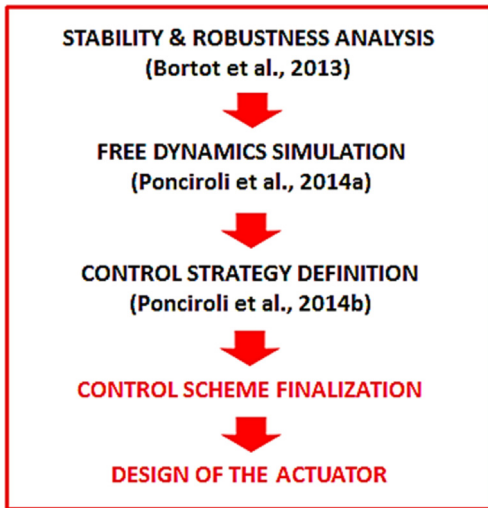 STABILITY & ROBUSTNESS ANALYSIS
(Bortot et al., 2013)
FREE DYNAMICS SIMULATION
(Ponciroli et al., 2014a)
CONTROL STRATEGY DEFINITION
(Ponciroli et al., 2014b)
CONTROL SCHEME FINALIZATION
DESIGN OF THE ACTUATOR